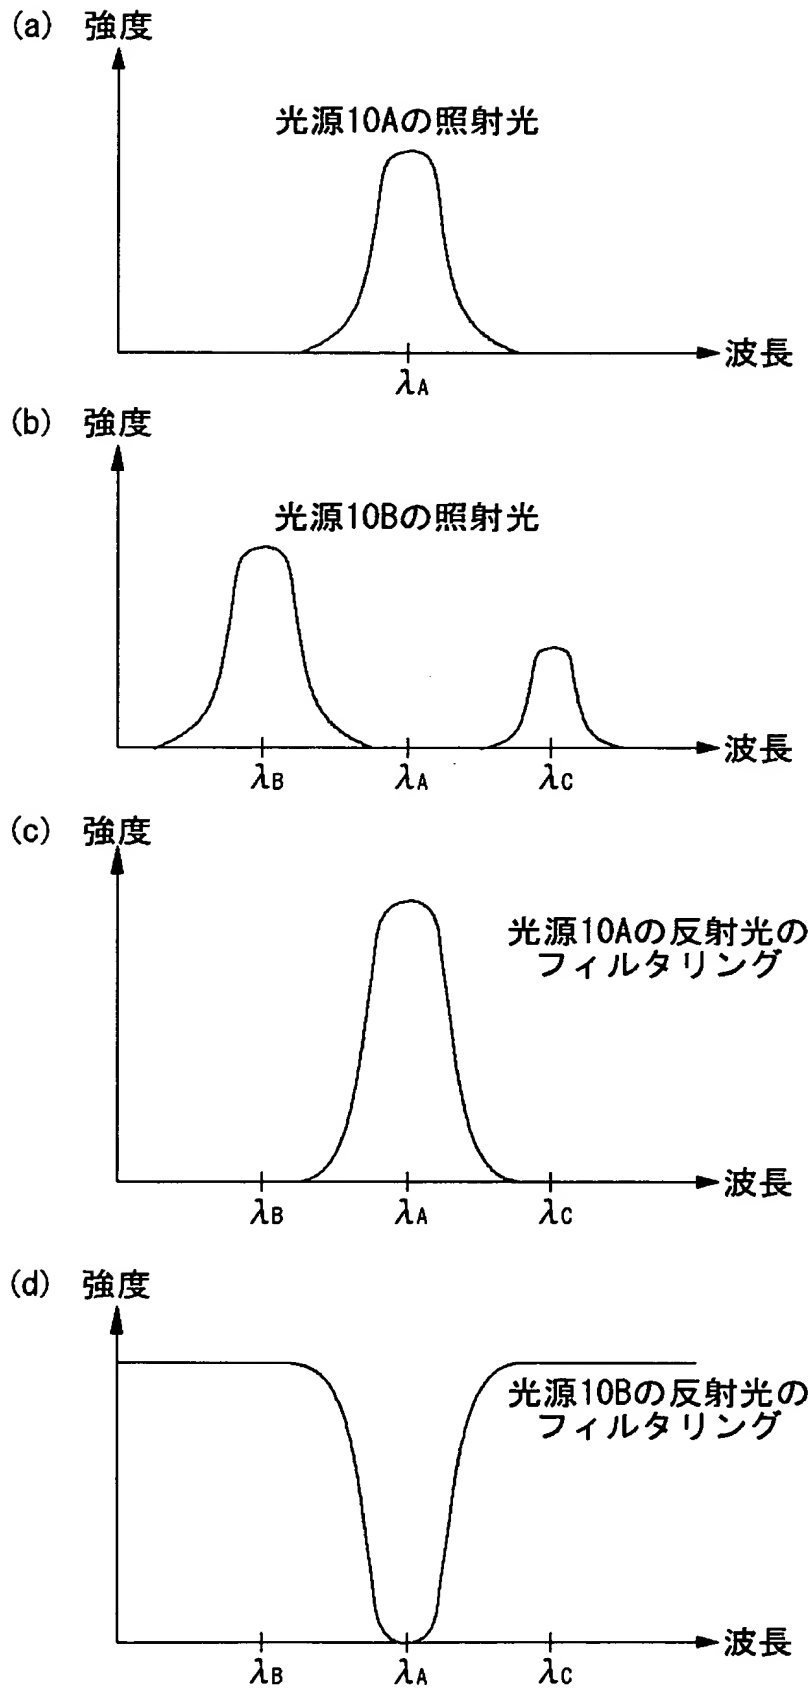 (a) 強度
光源10Aの照射光
波長
λA
(b) 強度
光源10Bの照射光
波長
λB λA λC
(c) 強度
光源10Aの反射光の
フィルタリング
波長
λB λA λC
(d) 強度
光源10Bの反射光の
フィルタリング
波長
λB λA λC